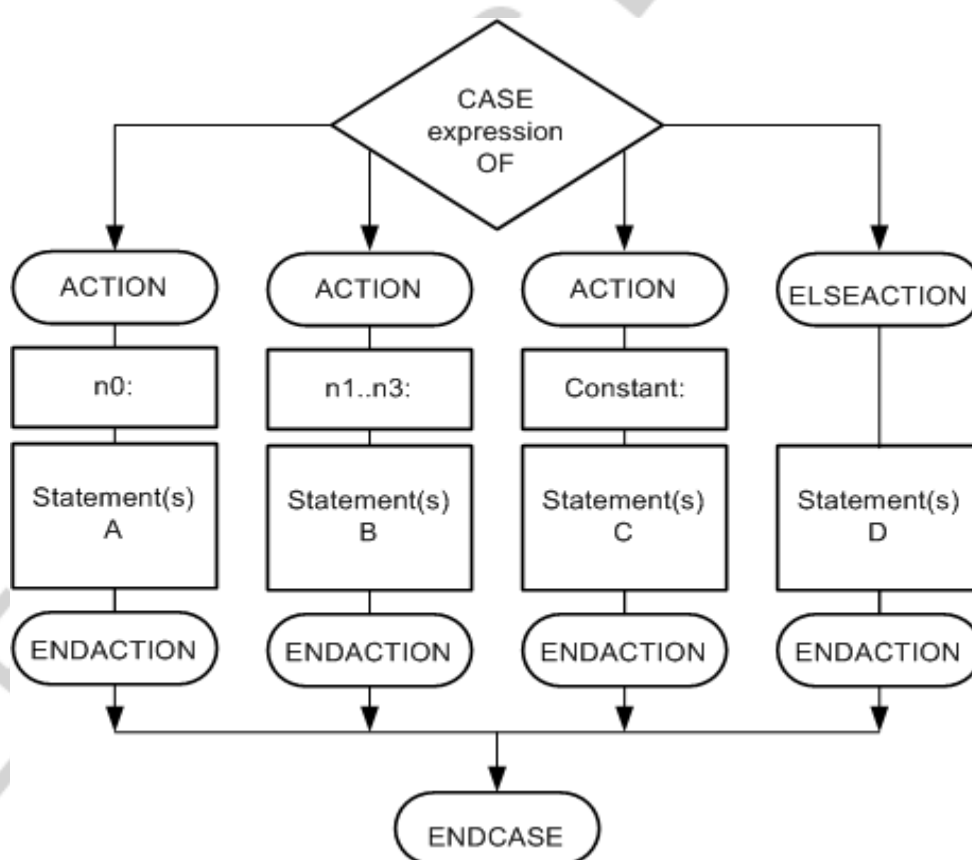 CASE
expression
OF
ACTION
ACTION
ACTION
ELSEACTION
n0:
n1..n3:
Constant:
Statement(s)
A
Statement(s)
B
Statement(s)
C
Statement(s)
D
ENDACTION
ENDACTION
ENDACTION
ENDACTION
ENDCASE